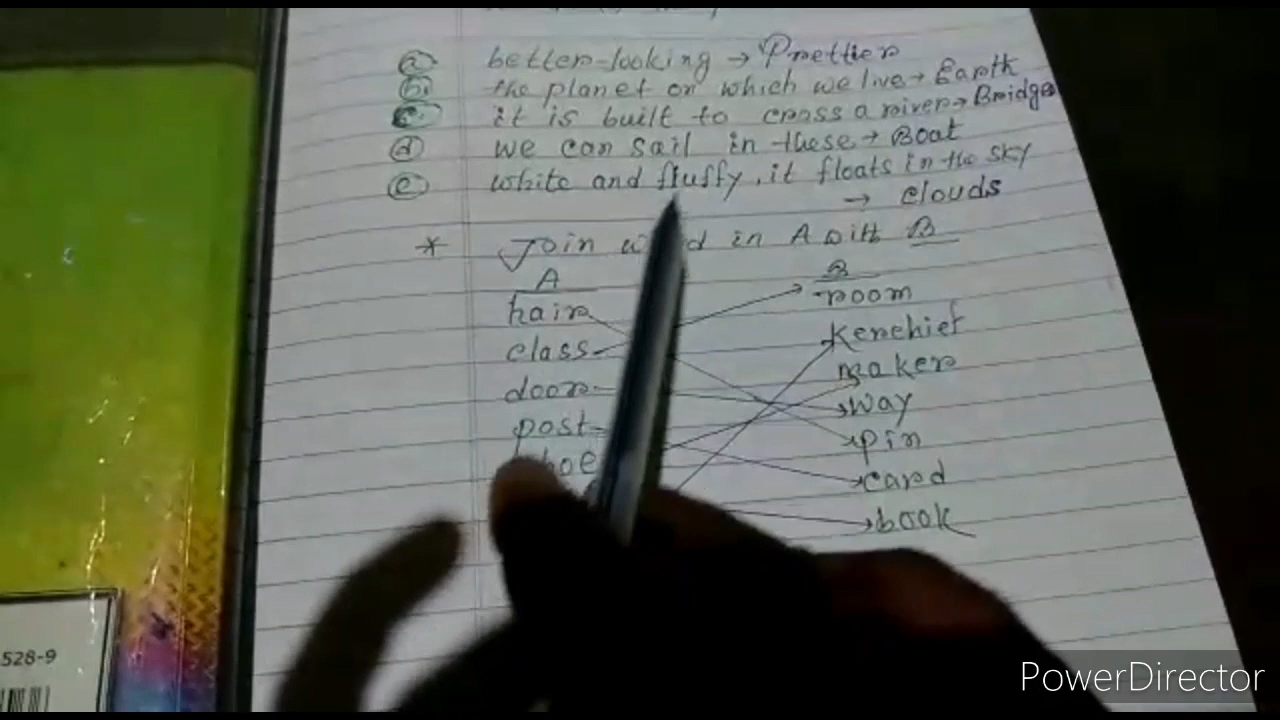 (a) better-looking → Prettier
(b) the planet on which we live → Earth
(c) it is built to cross a river → Bridge
(d) we can sail in these → Boat
(e) white and fluffy, it floats in the sky
→ clouds
* Join in A with B
A B
hair room
class kerchief
door maker
post way
pin
card
book
528-9
PowerDirector